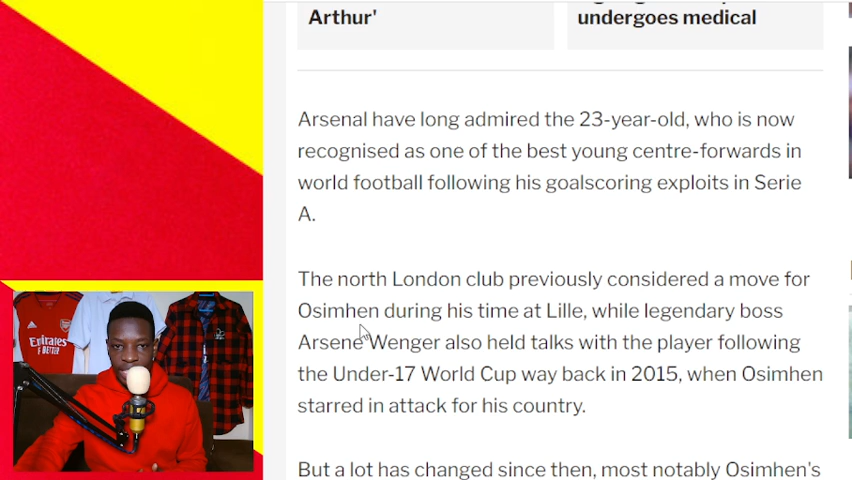 Arthur'
undergoes medical
Arsenal have long admired the 23-year-old, who is now
recognised as one of the best young centre-forwards in
world football following his goalscoring exploits in Serie
A.
The north London club previously considered a move for
Osimhen during his time at Lille, while legendary boss
Arsene Wenger also held talks with the player following
the Under-17 World Cup way back in 2015, when Osimhen
starred in attack for his country.
But a lot has changed since then, most notably Osimhen's
Emirates
FLY BETTER